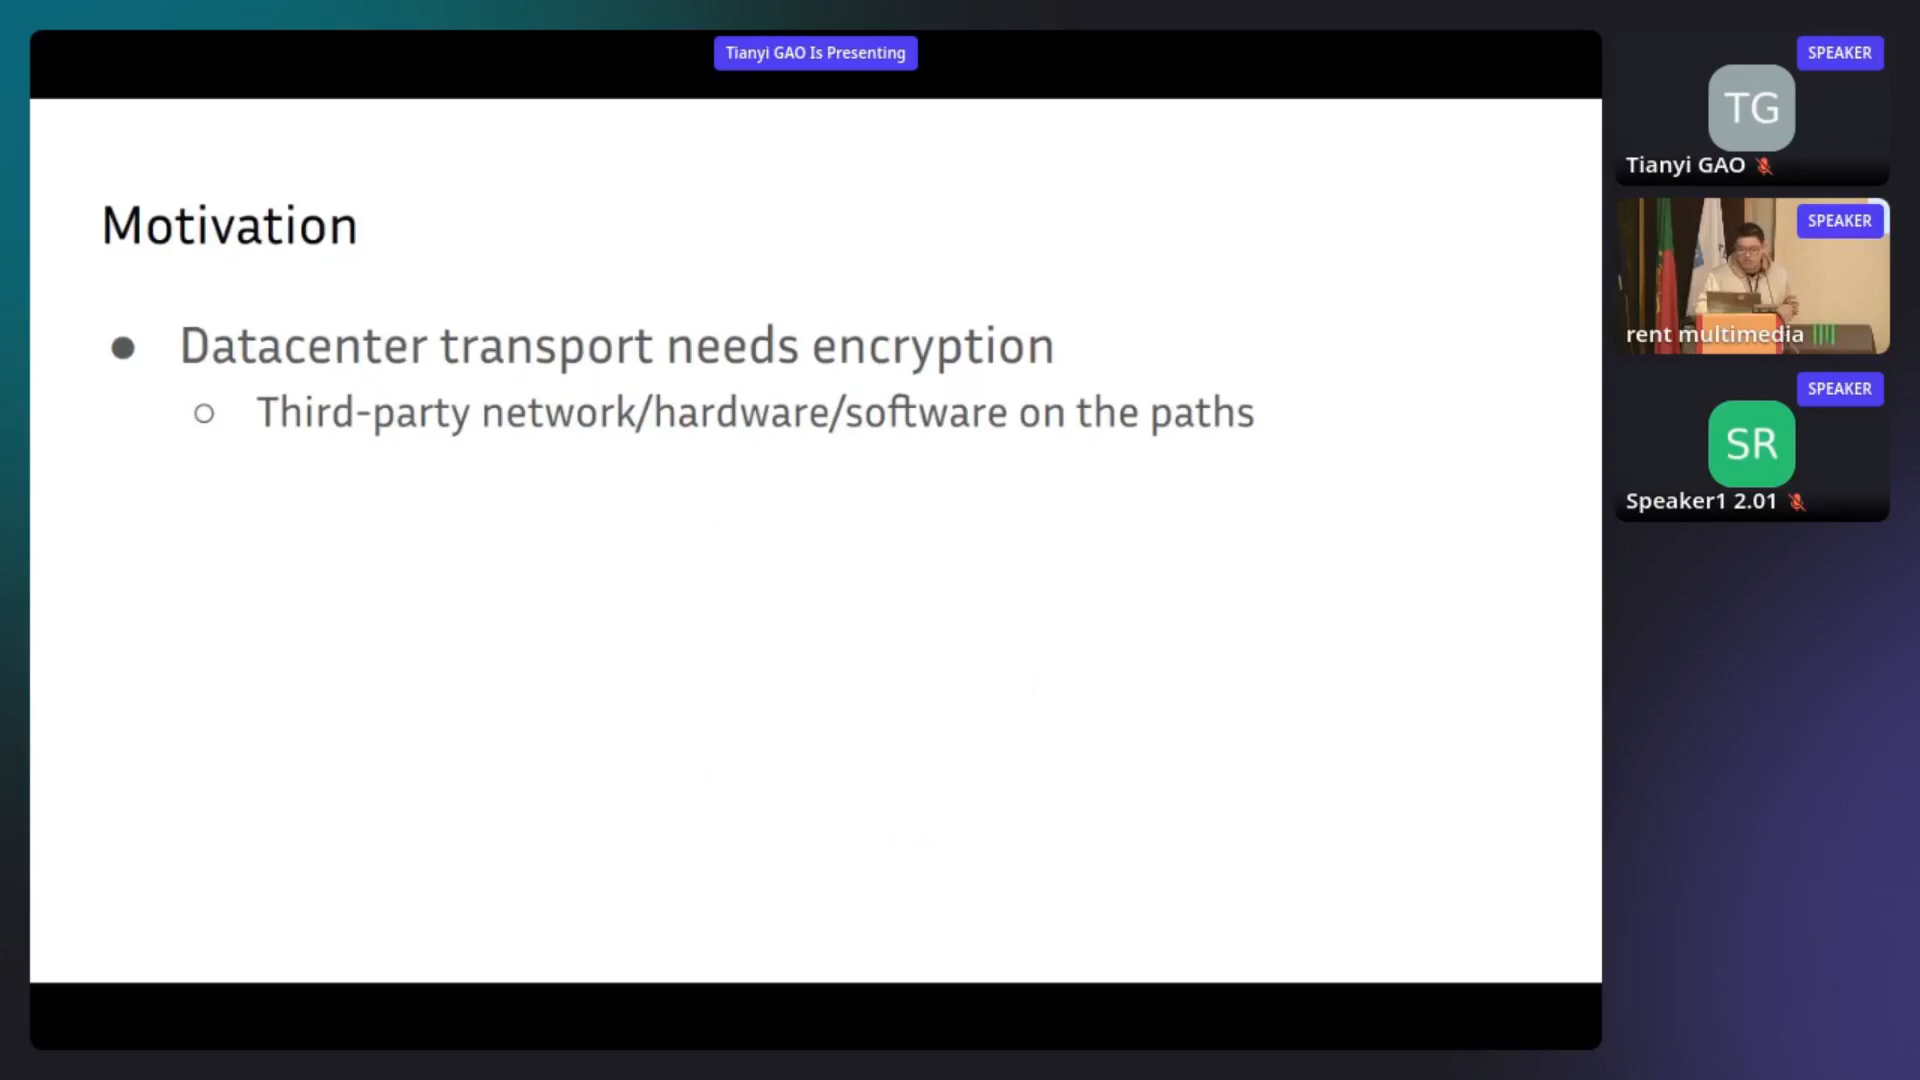 Tianyi GAO Is Presenting
Motivation
● Datacenter transport needs encryption
○ Third-party network/hardware/software on the paths
SPEAKER
TG
Tianyi GAO
SPEAKER
rent multimedia
SPEAKER
SR
Speaker1 2.01